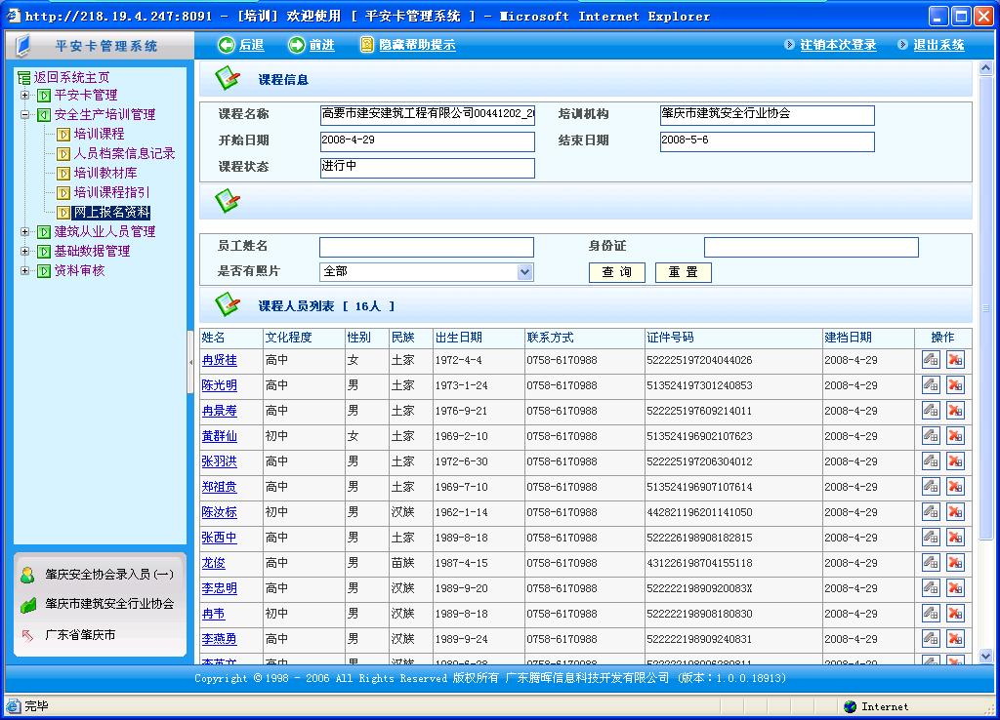 http://218.19.4.247:8091 - [培训] 欢迎使用 [ 平安卡管理系统 ] - Microsoft Internet Explorer
平安卡管理系统
后退 前进 隐藏帮助提示 注销本次登录 退出系统
返回系统主页
平安卡管理
安全生产培训管理
培训课程
人员档案信息记录
培训教材库
培训课程指引
网上报名资料
建筑从业人员管理
基础数据管理
资料审核
肇庆安全协会录入员(一)
肇庆市建筑安全行业协会
广东省肇庆市
课程信息
课程名称 高要市建安建筑工程有限公司00441202_20 培训机构 肇庆市建筑安全行业协会
开始日期 2008-4-29 结束日期 2008-5-6
课程状态 进行中
员工姓名 身份证
是否有照片 全部 查 询 重 置
课程人员列表 [ 16人 ]
姓名 文化程度 性别 民族 出生日期 联系方式 证件号码 建档日期 操作
冉贤桂 高中 女 土家 1972-4-4 0758-6170988 522225197204044026 2008-4-29
陈光明 高中 男 土家 1973-1-24 0758-6170988 513524197301240853 2008-4-29
冉景寿 高中 男 土家 1976-9-21 0758-6170988 522225197609214011 2008-4-29
黄群仙 初中 女 土家 1969-2-10 0758-6170988 513524196902107623 2008-4-29
张羽洪 高中 男 土家 1972-6-30 0758-6170988 522225197206304012 2008-4-29
郑祖贵 高中 男 土家 1969-7-10 0758-6170988 513524196907107614 2008-4-29
陈汝标 初中 男 汉族 1962-1-14 0758-6170988 442821196201141050 2008-4-29
张西中 高中 男 土家 1989-8-18 0758-6170988 522226198908182815 2008-4-29
龙俊 高中 男 苗族 1987-4-15 0758-6170988 431226198704155118 2008-4-29
李忠明 高中 男 汉族 1989-9-20 0758-6170988 52222219890920083X 2008-4-29
冉韦 初中 男 汉族 1989-8-18 0758-6170988 522222198908180830 2008-4-29
李燕勇 高中 男 汉族 1989-9-24 0758-6170988 522222198909240831 2008-4-29
Copyright © 1998 - 2006 All Rights Reserved 版权所有 广东腾晖信息科技开发有限公司 (版本：1.0.0.18913)
完毕 Internet